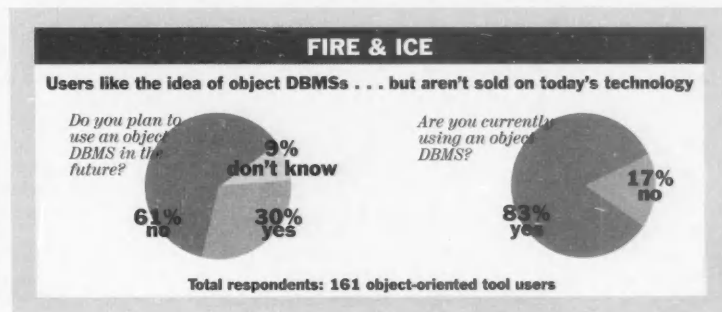 FIRE & ICE
Users like the idea of object DBMSs . . . but aren't sold on today's technology
Do you plan to
use an object
DBMS in the
future?
9%
don't know
61%
no
30%
yes
Are you currently
using an object
DBMS?
17%
no
83%
yes
Total respondents: 161 object-oriented tool users